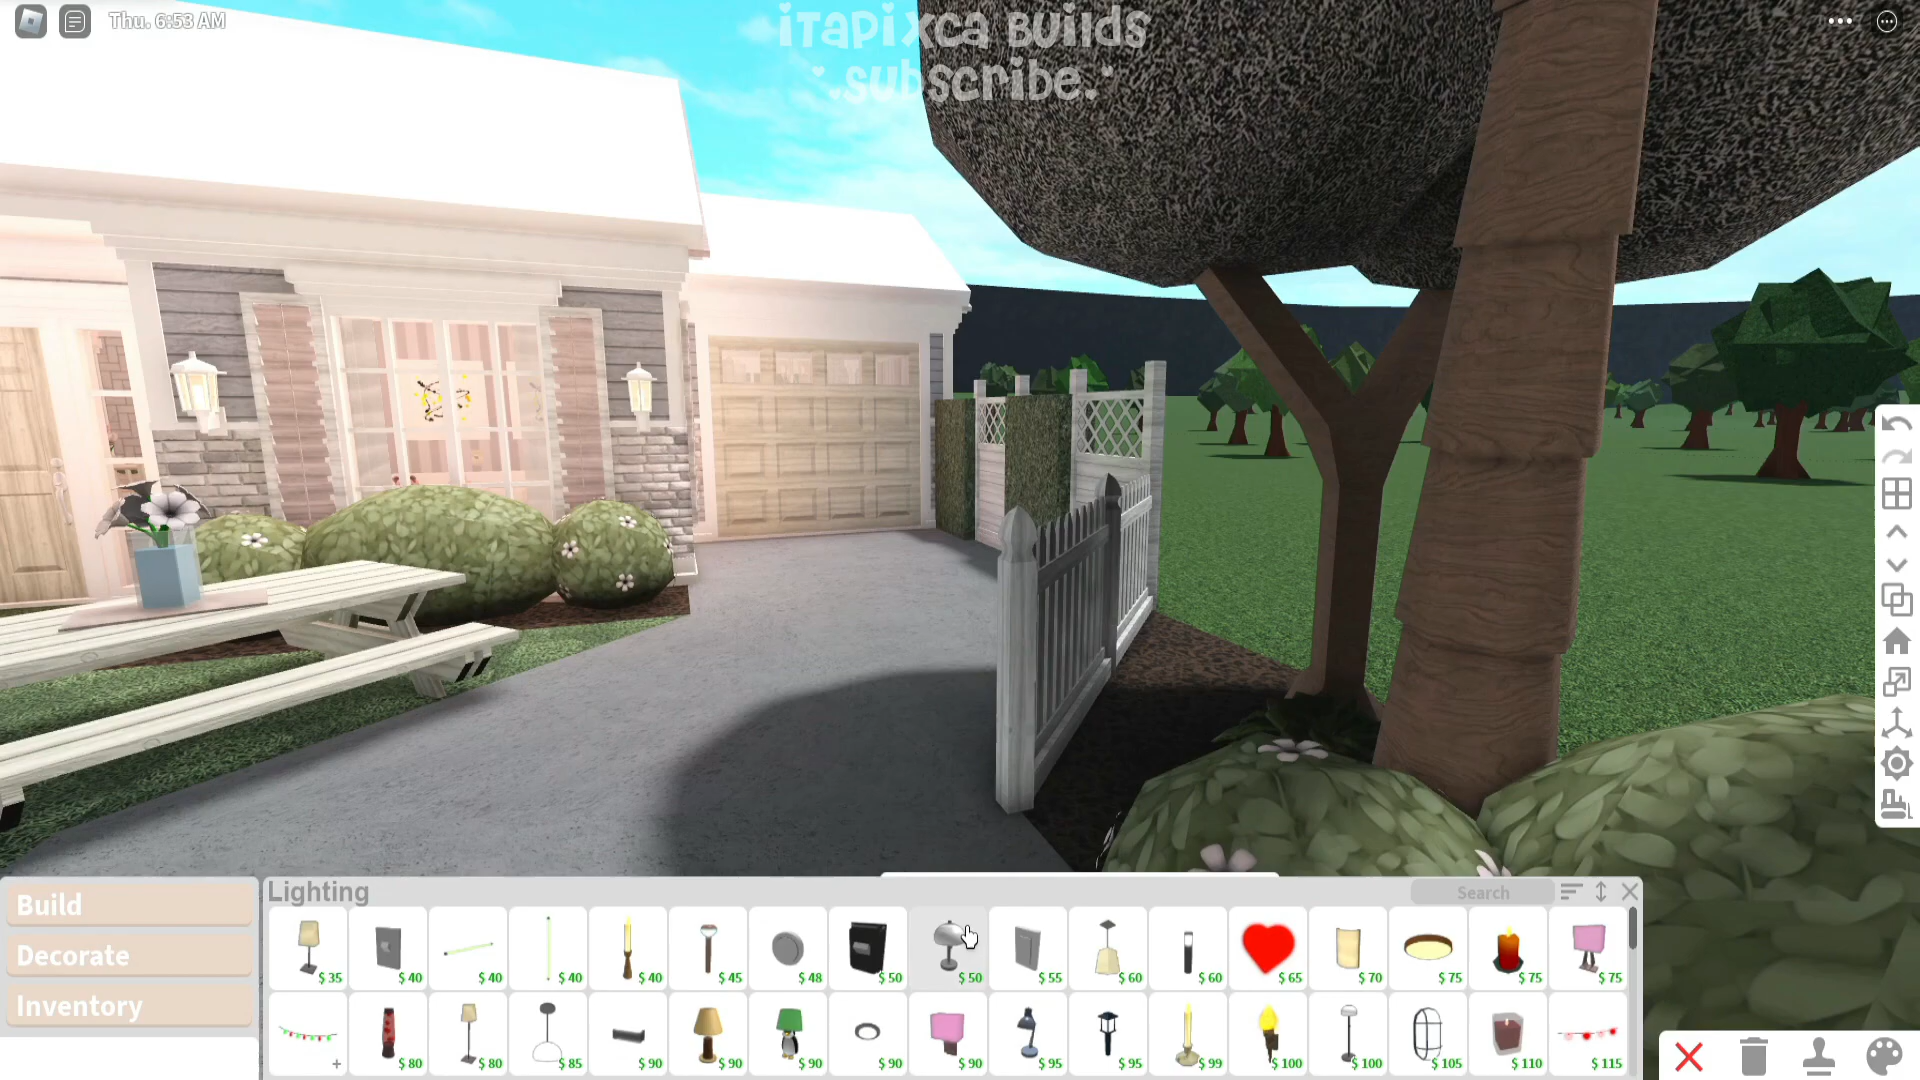 Thu. 6:53 AM
iTapixca Builds
.subscribe.
Build
Decorate
Inventory
Lighting
Search
$35 $40 $40 $40 $40 $45 $48 $50 $50 $55 $60 $60 $65 $70 $75 $75 $75
+ $80 $80 $85 $90 $90 $90 $90 $90 $95 $95 $99 $100 $100 $105 $110 $115